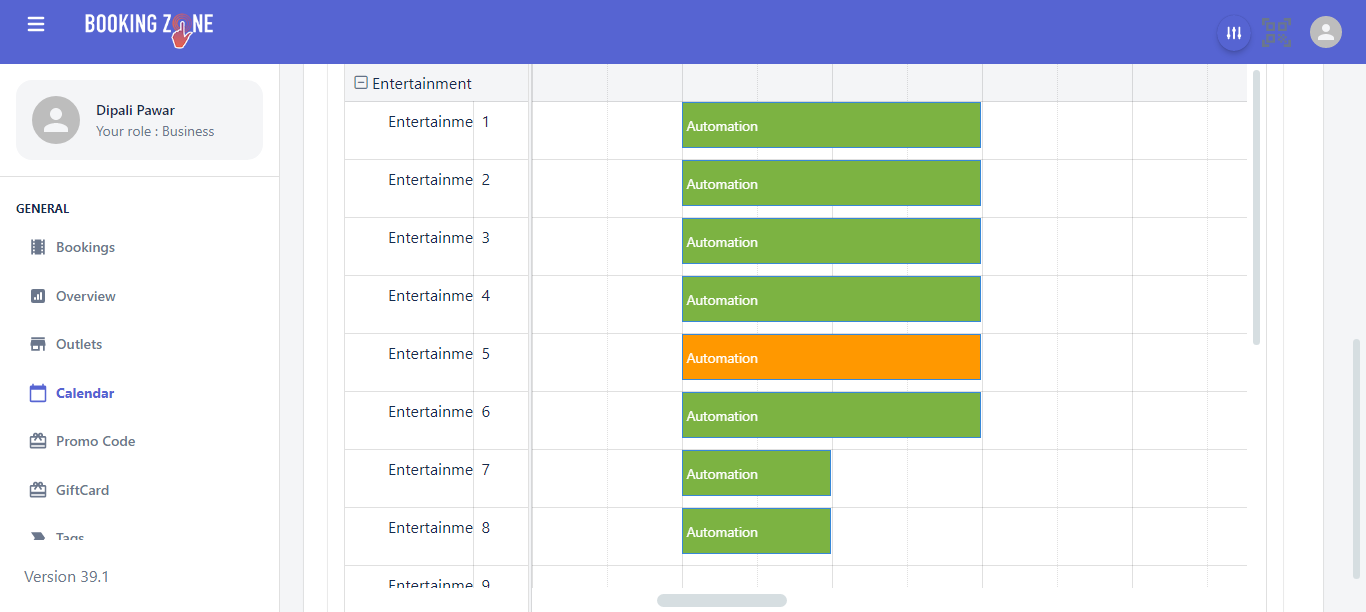 BOOKING ZONE
Dipali Pawar
Your role : Business
GENERAL
Bookings
Overview
Outlets
Calendar
Promo Code
GiftCard
Tags
Version 39.1
Entertainment
Entertainme 1
Automation
Entertainme 2
Automation
Entertainme 3
Automation
Entertainme 4
Automation
Entertainme 5
Automation
Entertainme 6
Automation
Entertainme 7
Automation
Entertainme 8
Automation
Entertainme 9